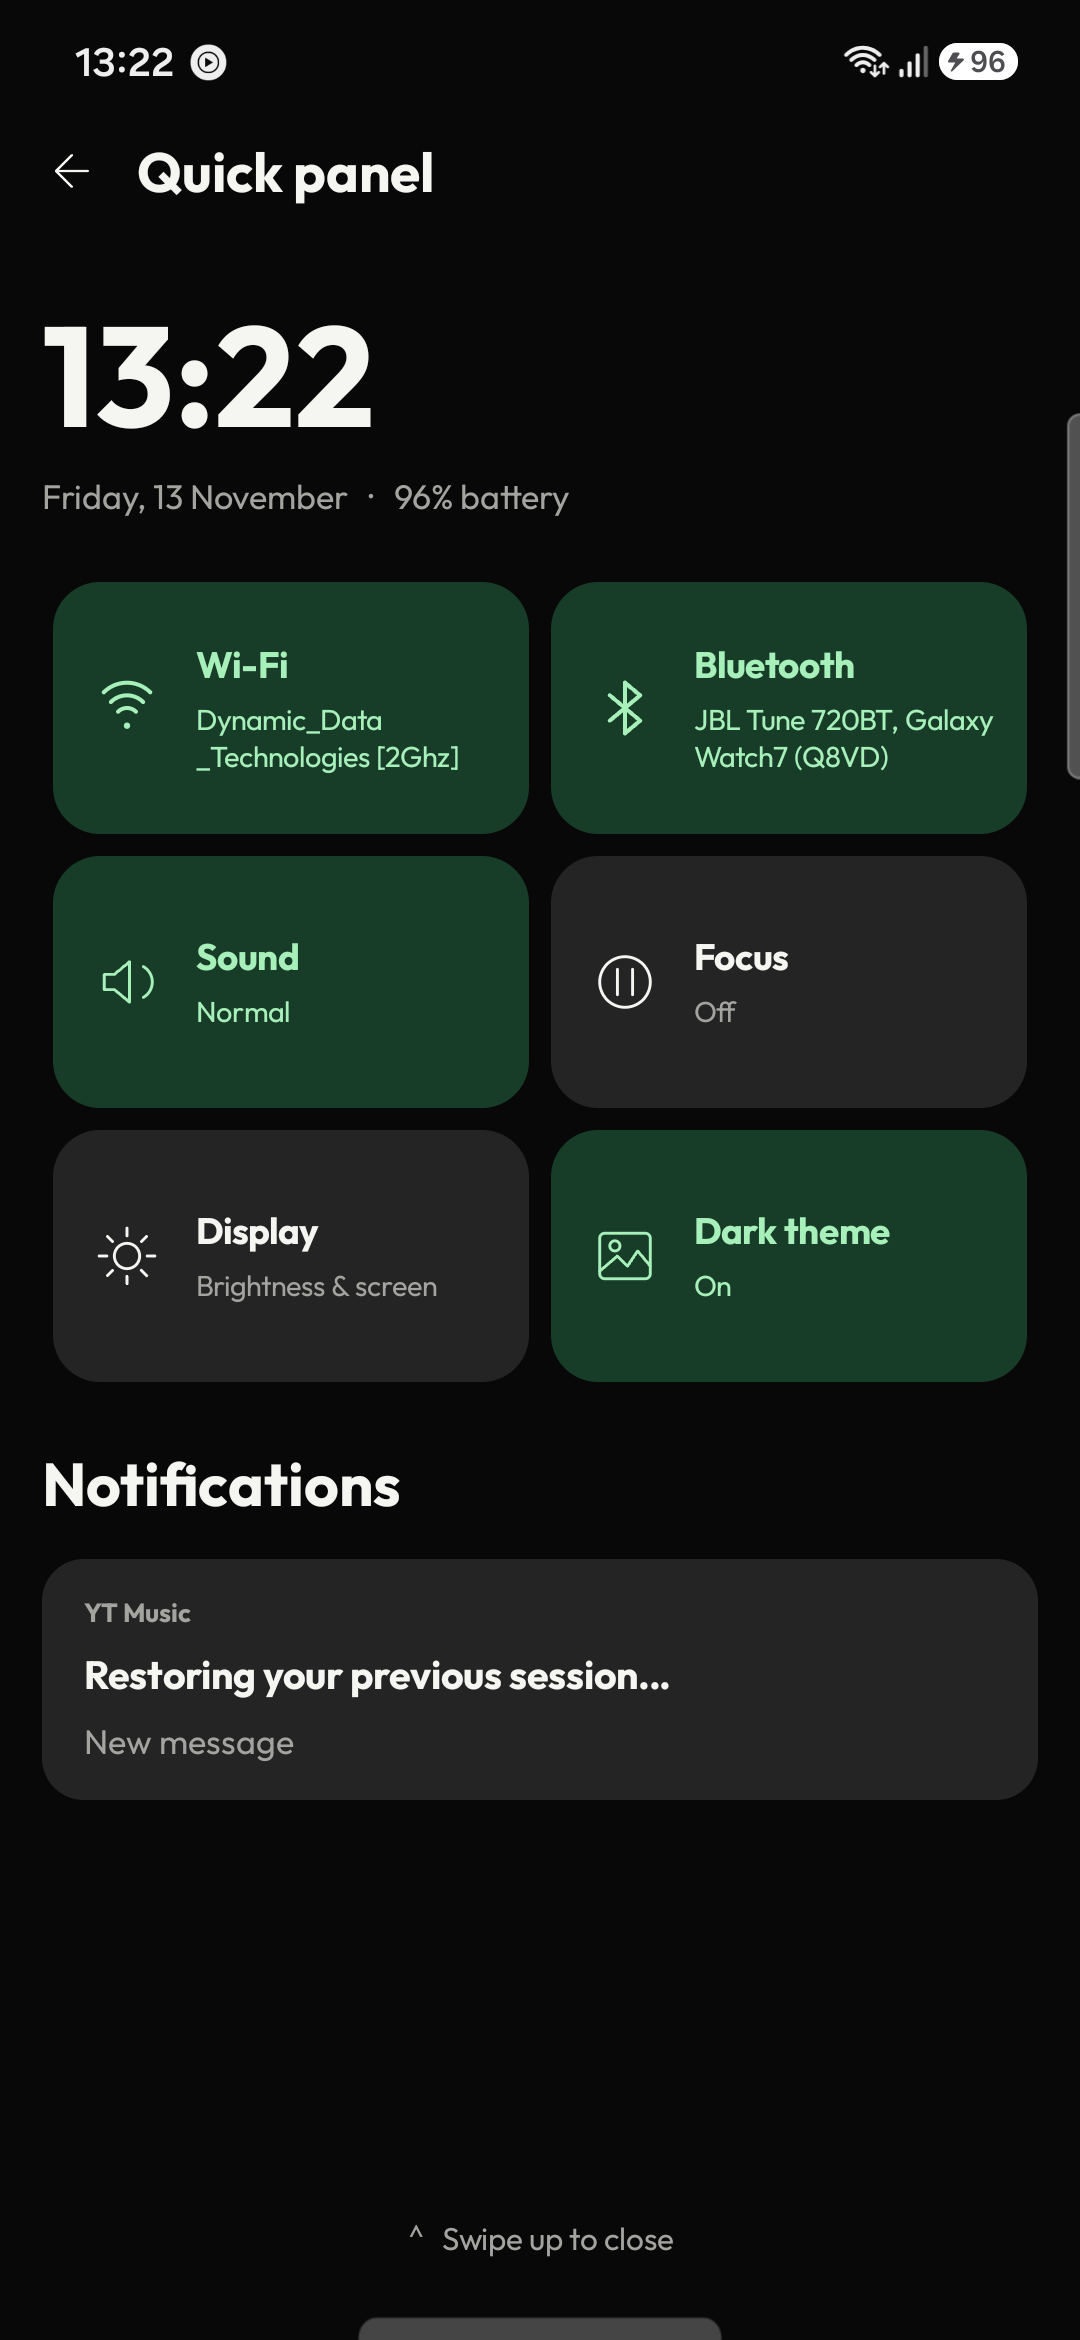 13:22
96
Quick panel
13:22
Friday, 13 November · 96% battery
Wi-Fi
Dynamic_Data
_Technologies [2Ghz]
Bluetooth
JBL Tune 720BT, Galaxy
Watch7 (Q8VD)
Sound
Normal
Focus
Off
Display
Brightness & screen
Dark theme
On
Notifications
YT Music
Restoring your previous session...
New message
^ Swipe up to close